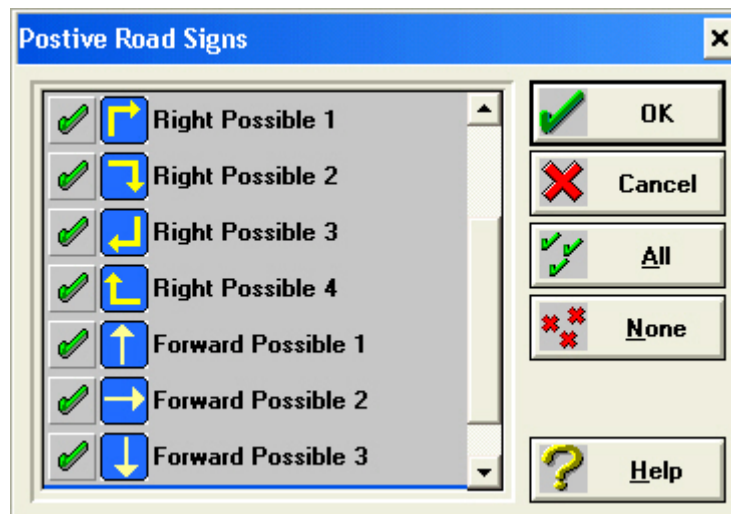 Postive Road Signs
Right Possible 1
Right Possible 2
Right Possible 3
Right Possible 4
Forward Possible 1
Forward Possible 2
Forward Possible 3
OK
Cancel
All
None
Help